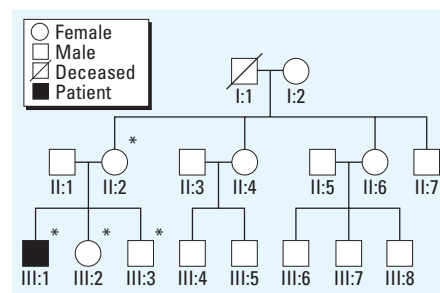 Female
Male
Deceased
Patient
I:1 I:2
*
II:1 II:2 II:3 II:4 II:5 II:6 II:7
* * *
III:1 III:2 III:3 III:4 III:5 III:6 III:7 III:8